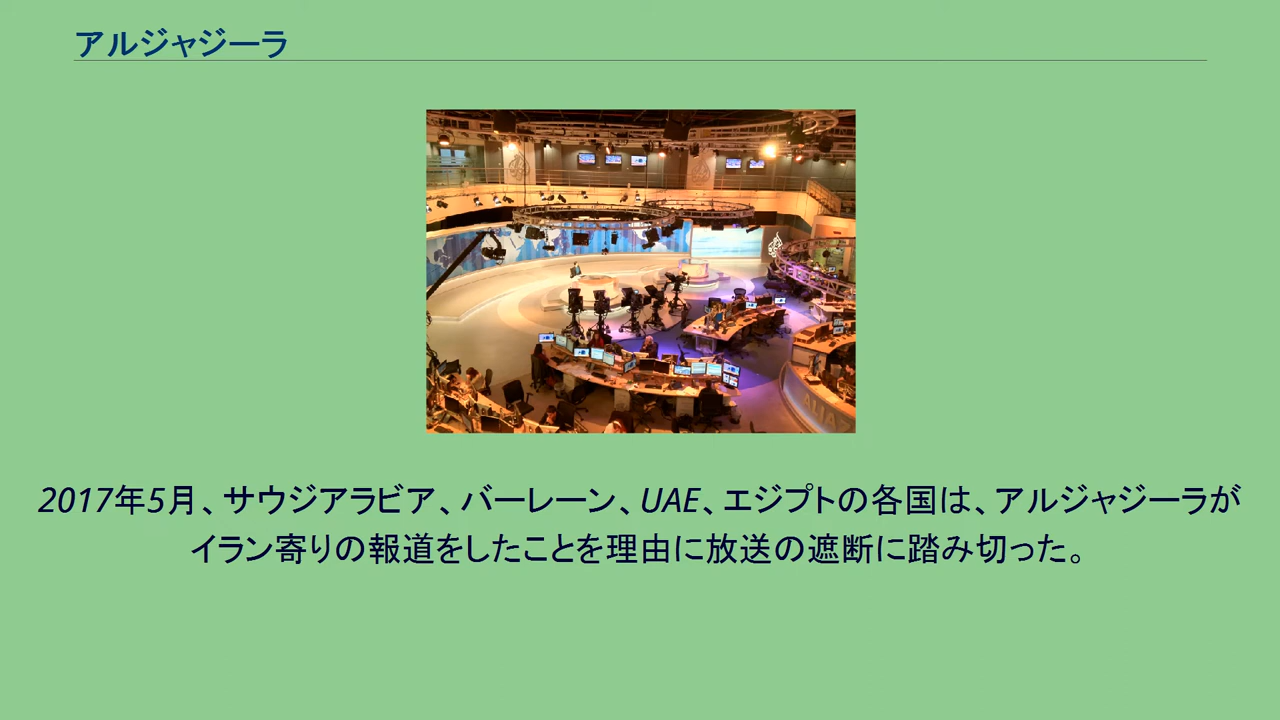 アルジャジーラ
2017年5月、サウジアラビア、バーレーン、UAE、エジプトの各国は、アルジャジーラが
イラン寄りの報道をしたことを理由に放送の遮断に踏み切った。